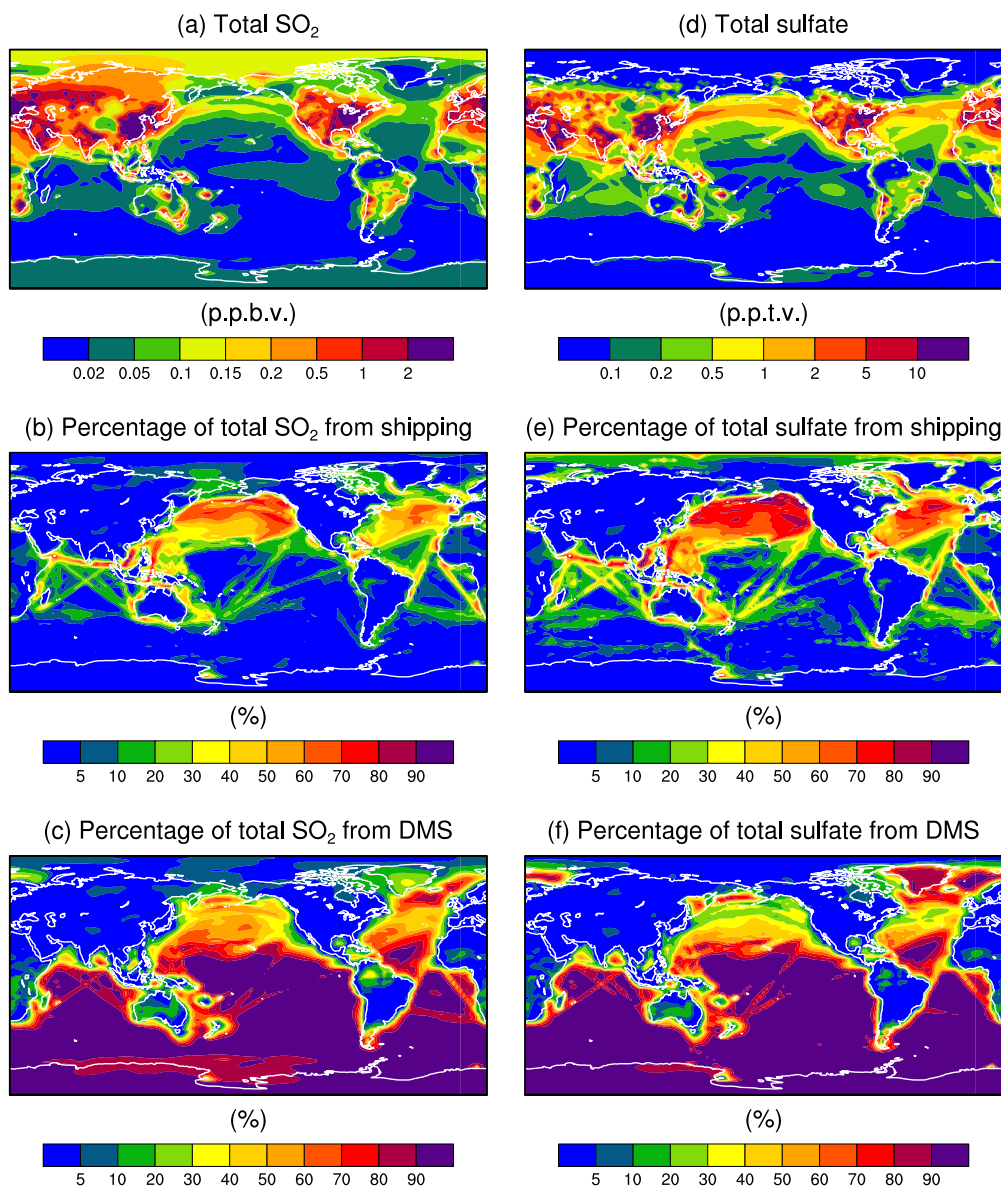 (a) Total SO₂
(p.p.b.v.)
0.02 0.05 0.1 0.15 0.2 0.5 1 2
(b) Percentage of total SO₂ from shipping
(%)
5 10 20 30 40 50 60 70 80 90
(c) Percentage of total SO₂ from DMS
(%)
5 10 20 30 40 50 60 70 80 90
(d) Total sulfate
(p.p.t.v.)
0.1 0.2 0.5 1 2 5 10
(e) Percentage of total sulfate from shipping
(%)
5 10 20 30 40 50 60 70 80 90
(f) Percentage of total sulfate from DMS
(%)
5 10 20 30 40 50 60 70 80 90